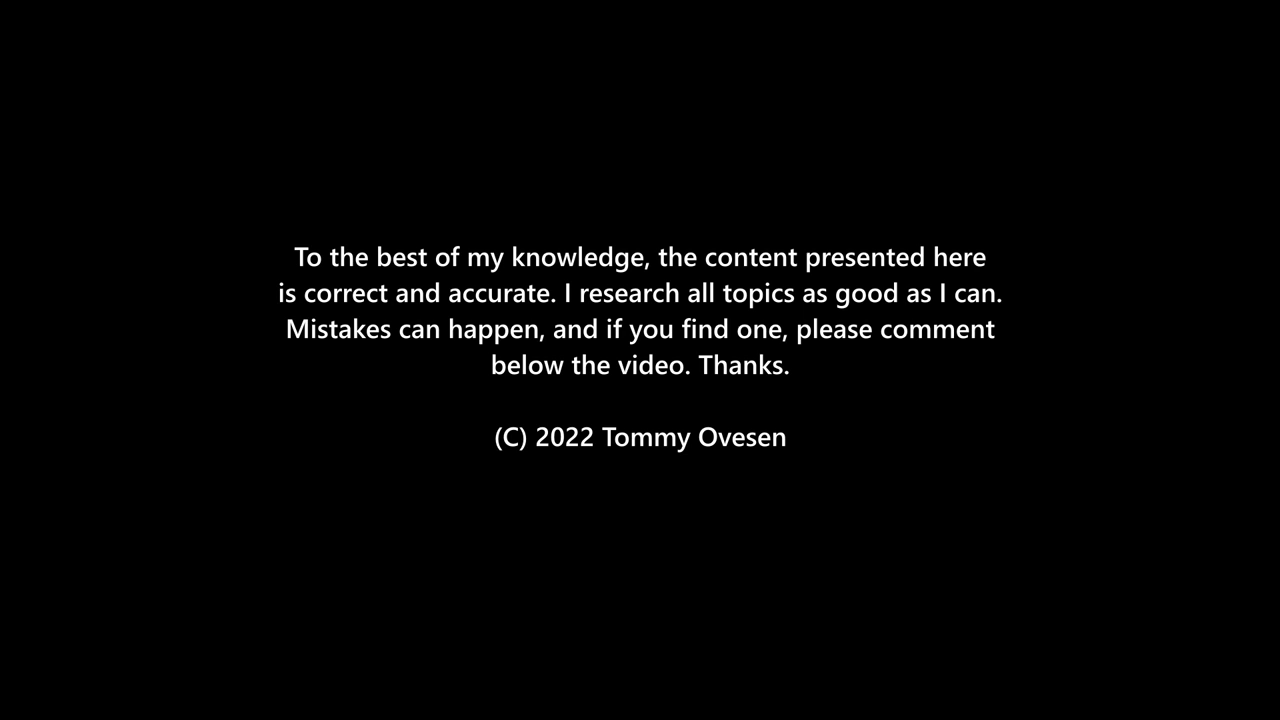 To the best of my knowledge, the content presented here
is correct and accurate. I research all topics as good as I can.
Mistakes can happen, and if you find one, please comment
below the video. Thanks.
(C) 2022 Tommy Ovesen